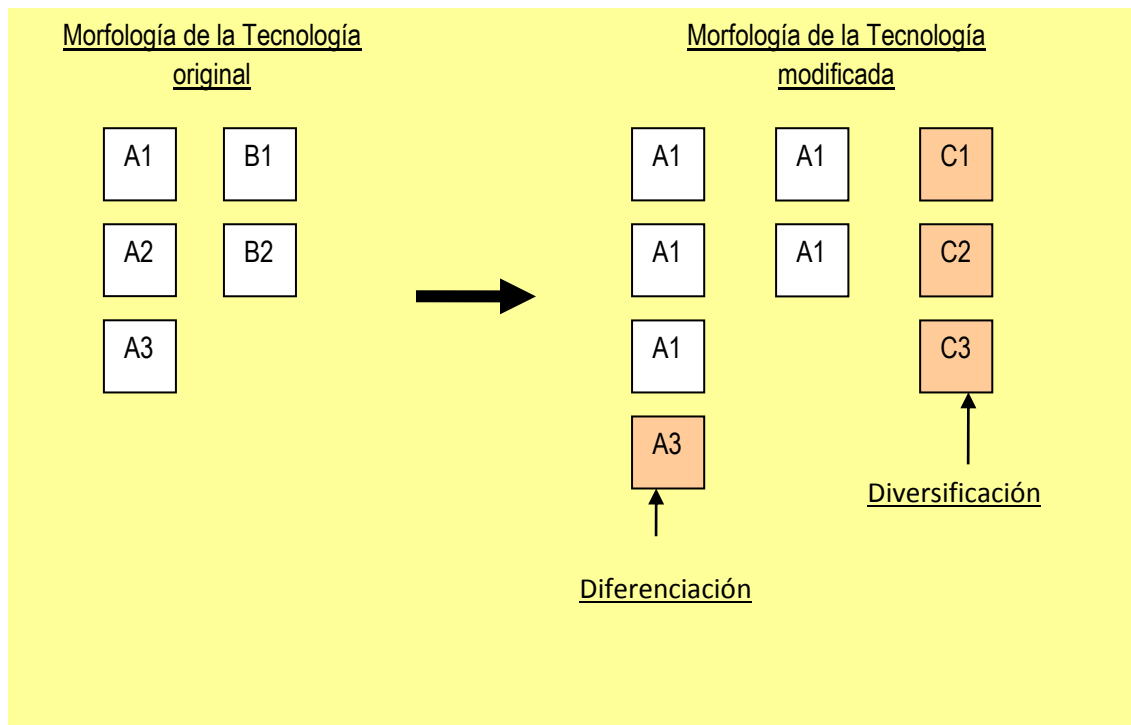 Morfología de la Tecnología
original
Morfología de la Tecnología
modificada
A1 B1
A2 B2
A3
A1 A1 C1
A1 A1 C2
A1 C3
A3
Diversificación
Diferenciación